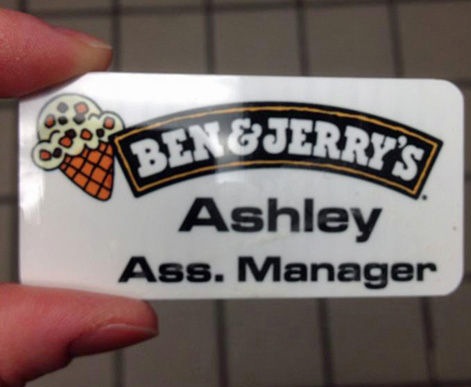 BEN & JERRY'S
Ashley
Ass. Manager